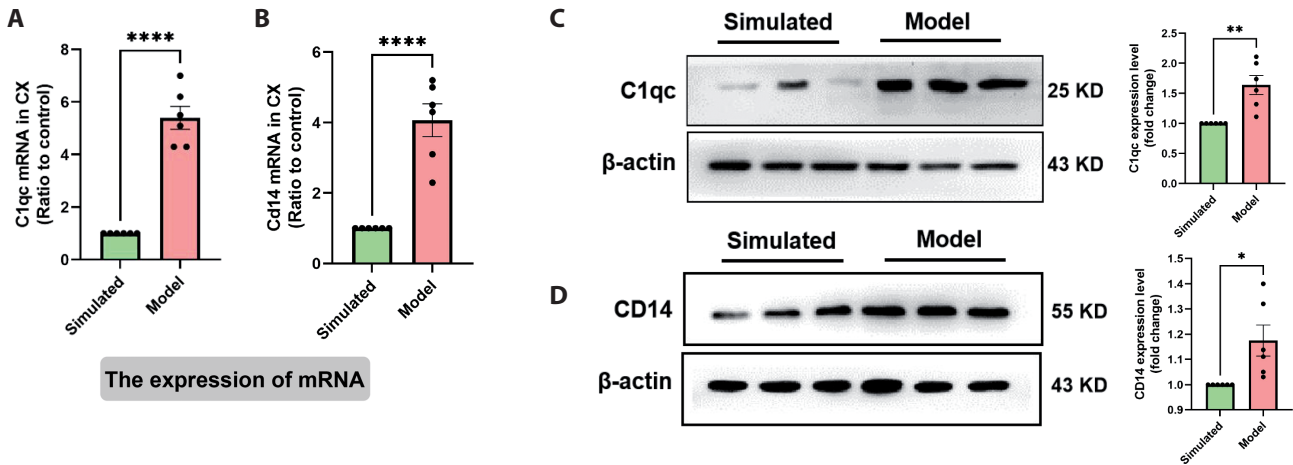 A
C1qc mRNA in CX
(Ratio to control)
8
6
4
2
0
****
Simulated
Model
B
Cd14 mRNA in CX
(Ratio to control)
6
4
2
0
****
Simulated
Model
The expression of mRNA
C
Simulated
Model
C1qc
25 KD
β-actin
43 KD
C1qc expression level
(fold change)
2.5
2.0
1.5
1.0
0.5
0.0
**
Simulated
Model
D
Simulated
Model
CD14
55 KD
β-actin
43 KD
CD14 expression level
(fold change)
1.5
1.4
1.3
1.2
1.1
1.0
0.9
*
Simulated
Model